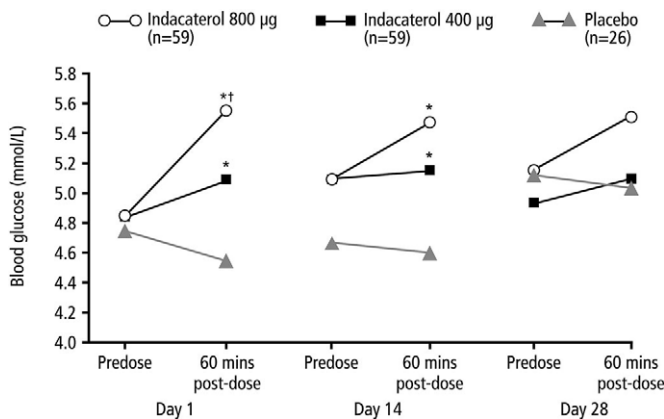 Indacaterol 800 µg
(n=59)
Indacaterol 400 µg
(n=59)
Placebo
(n=26)
Blood glucose (mmol/L)
5.8
5.6
5.4
5.2
5.0
4.8
4.6
4.4
4.2
4.0
*†
*
*
*
Predose
60 mins
post-dose
Predose
60 mins
post-dose
Predose
60 mins
post-dose
Day 1
Day 14
Day 28